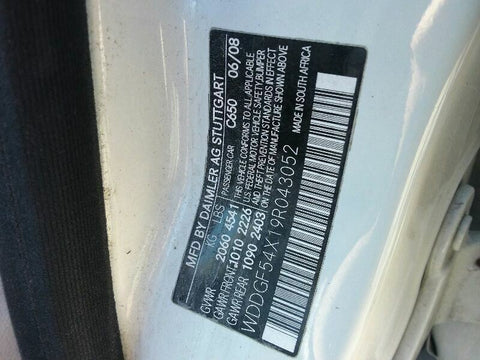 MFD BY DAIMLER AG STUTTGART
PASSENGER CAR C650 06/08
KG LBS
GVWR 2060 4541
GAWR FRONT 1010 2226
GAWR REAR 1090 2403
THIS VEHICLE CONFORMS TO ALL APPLICABLE
U.S. FEDERAL MOTOR VEHICLE SAFETY, BUMPER
AND THEFT PREVENTION STANDARDS IN EFFECT
ON THE DATE OF MANUFACTURE SHOWN ABOVE
WDDGF54X19R043052
MADE IN SOUTH AFRICA